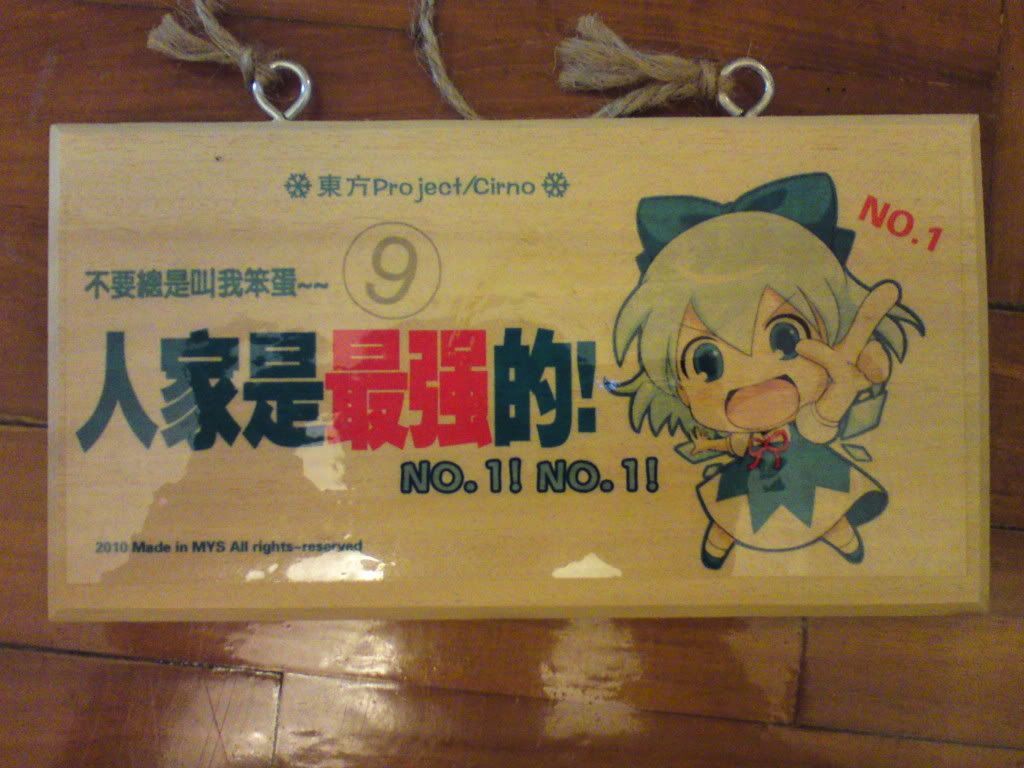 東方Project/Cirno
不要總是叫我笨蛋~~ ⑨
人家是最强的!
NO.1! NO.1!
NO.1
2010 Made in MYS All rights-reserved